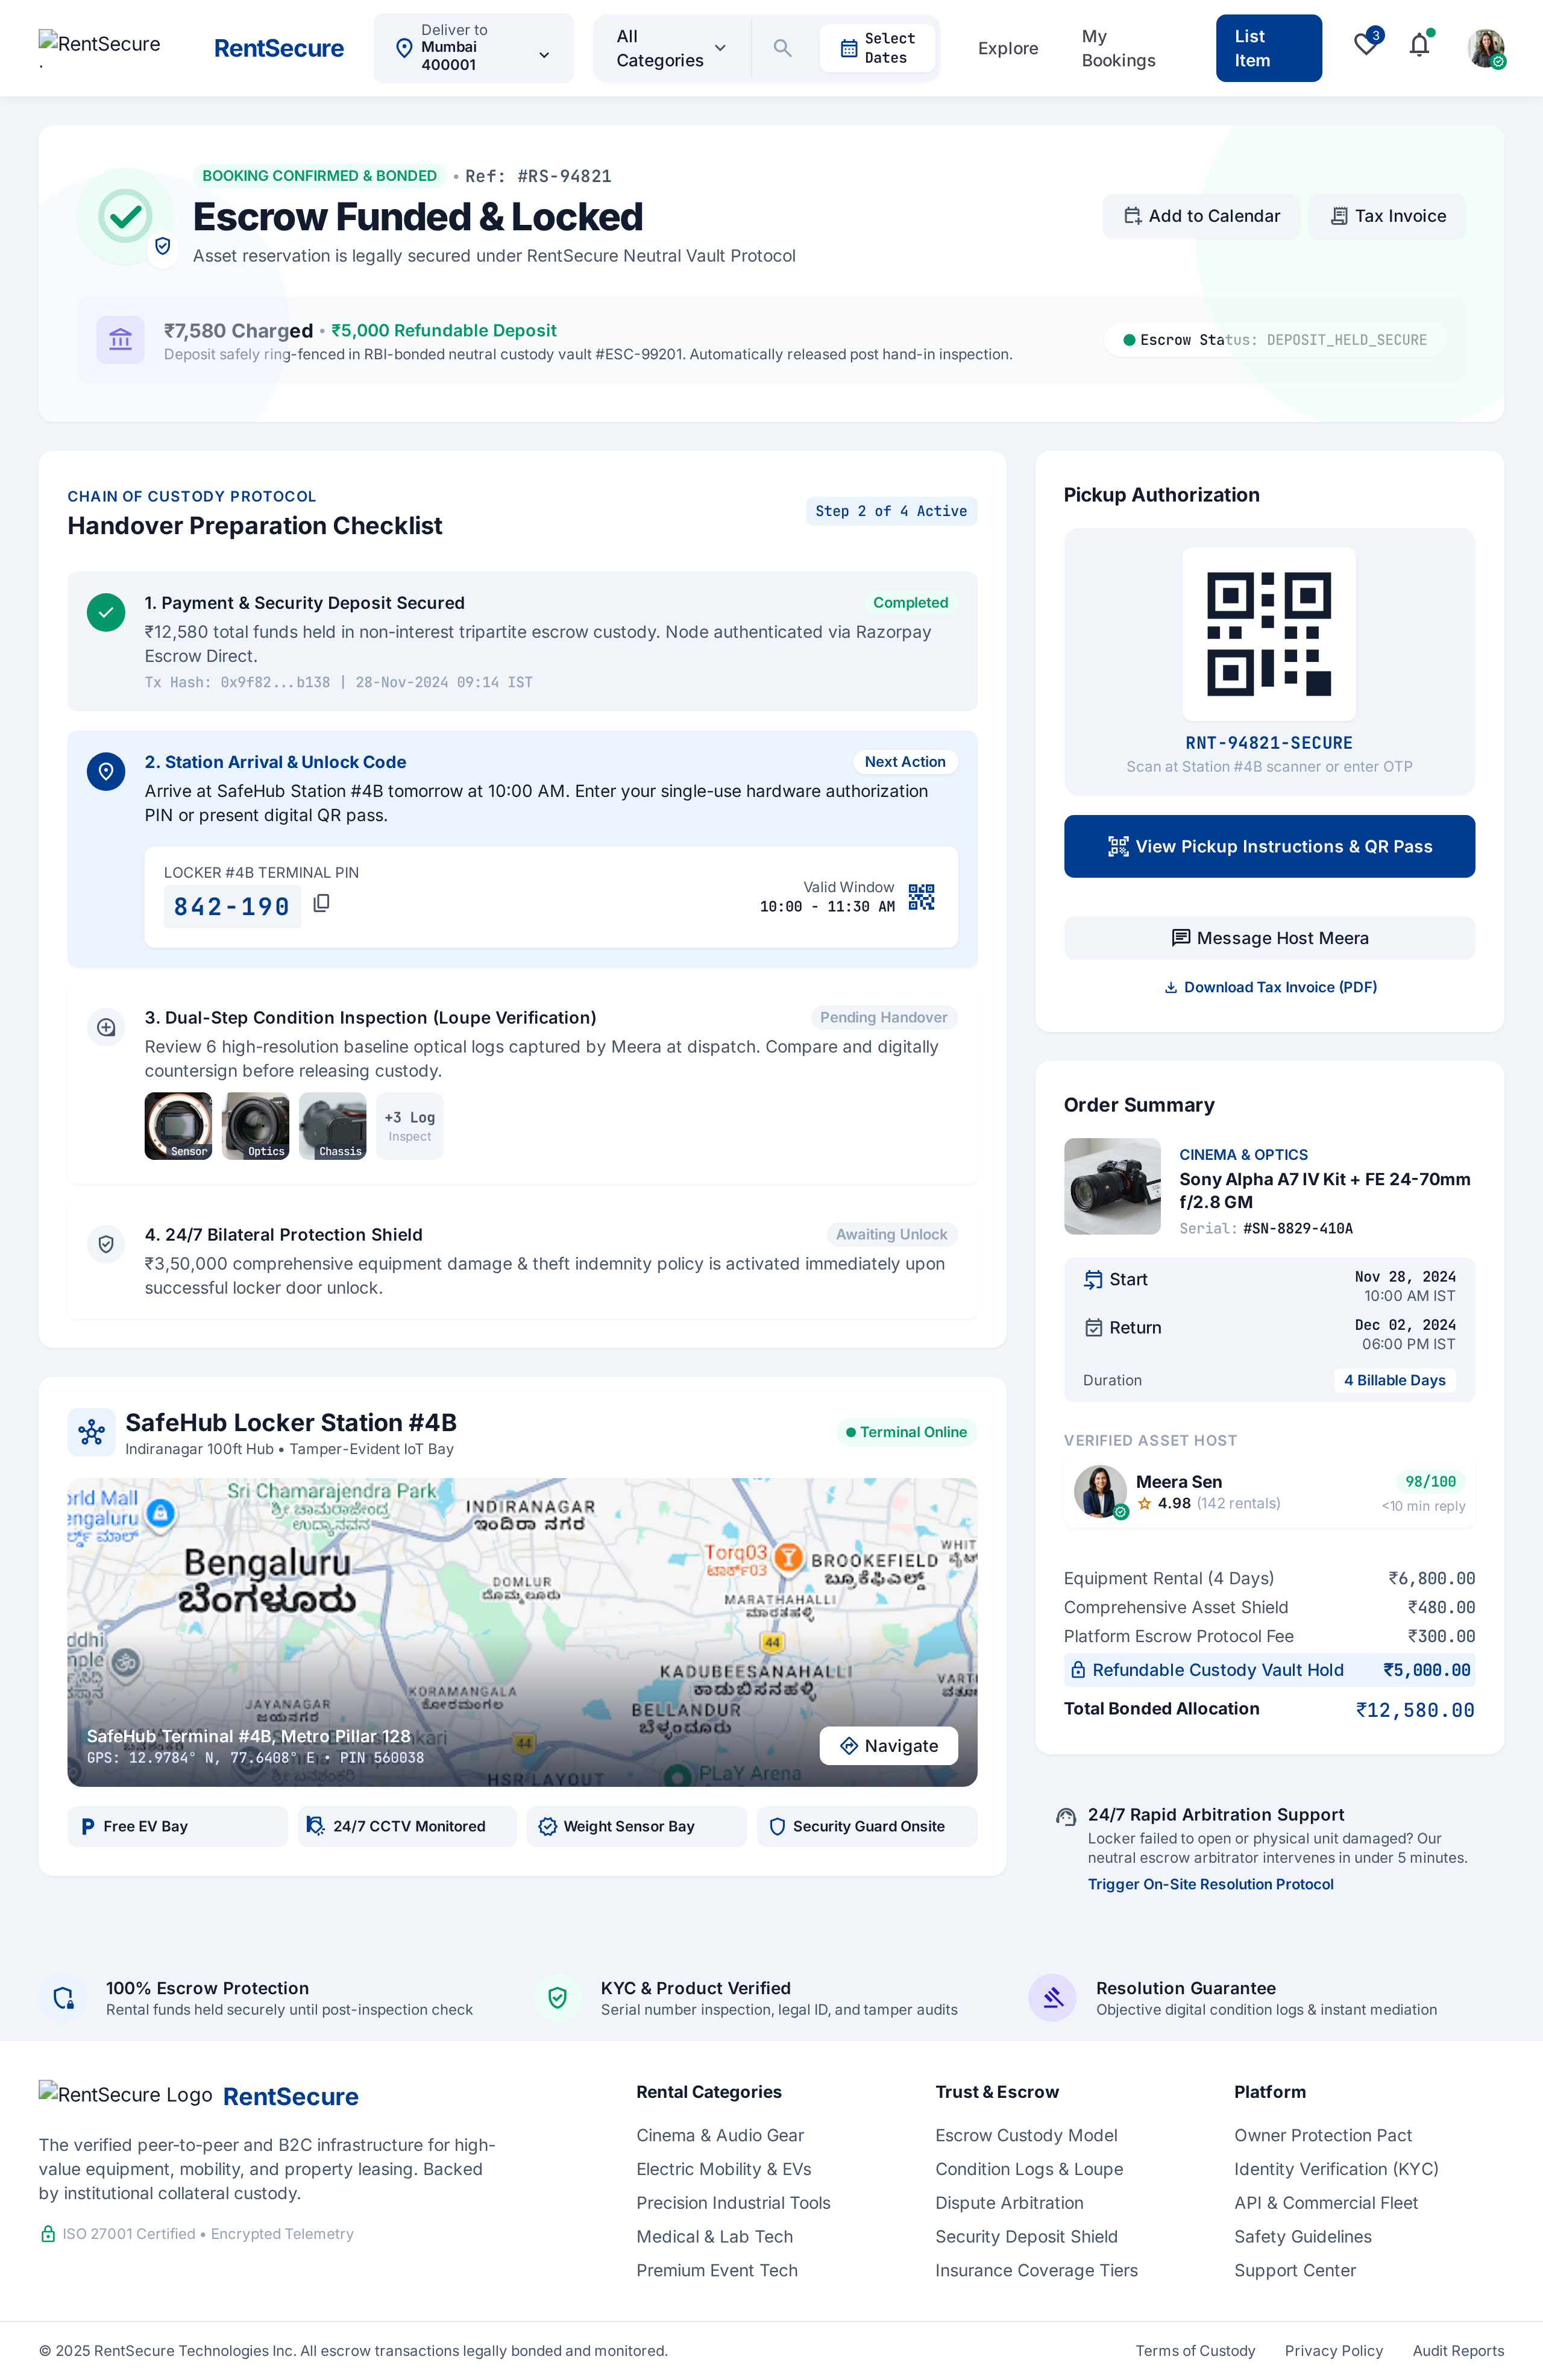 RentSecure
.
RentSecure
Deliver to
Mumbai
400001
All
Categories
Select
Dates
Explore
My
Bookings
List
Item
3
BOOKING CONFIRMED & BONDED
• Ref: #RS-94821
Escrow Funded & Locked
Asset reservation is legally secured under RentSecure Neutral Vault Protocol
Add to Calendar
Tax Invoice
₹7,580 Charged • ₹5,000 Refundable Deposit
Deposit safely ring-fenced in RBI-bonded neutral custody vault #ESC-99201. Automatically released post hand-in inspection.
Escrow Status: DEPOSIT_HELD_SECURE
CHAIN OF CUSTODY PROTOCOL
Handover Preparation Checklist
Step 2 of 4 Active
1. Payment & Security Deposit Secured
Completed
₹12,580 total funds held in non-interest tripartite escrow custody. Node authenticated via Razorpay
Escrow Direct.
Tx Hash: 0x9f82...b138 | 28-Nov-2024 09:14 IST
2. Station Arrival & Unlock Code
Next Action
Arrive at SafeHub Station #4B tomorrow at 10:00 AM. Enter your single-use hardware authorization
PIN or present digital QR pass.
LOCKER #4B TERMINAL PIN
842-190
Valid Window
10:00 - 11:30 AM
3. Dual-Step Condition Inspection (Loupe Verification)
Pending Handover
Review 6 high-resolution baseline optical logs captured by Meera at dispatch. Compare and digitally
countersign before releasing custody.
Sensor
Optics
Chassis
+3 Log
Inspect
4. 24/7 Bilateral Protection Shield
Awaiting Unlock
₹3,50,000 comprehensive equipment damage & theft indemnity policy is activated immediately upon
successful locker door unlock.
SafeHub Locker Station #4B
Indiranagar 100ft Hub • Tamper-Evident IoT Bay
Terminal Online
Sri Chamarajendra Park
ಶ್ರೀ ಚಾಮರಾಜೇಂದ್ರ
ಉದ್ಯಾನವನ
INDIRANAGAR
ಇಂದಿರಾ ನಗರ
Bengaluru
ಬೆಂಗಳೂರು
DOMLUR
ದೊಮ್ಮಲೂರು
Torq03
ಟಾರ್ಕ್03
BROOKEFIELD
ಬ್ರೂಕೆಫಿಎಲ್ಡ್
MARATHAHALLI
ಮಾರತಹಳ್ಳಿ
44
KADUBEESANAHALLI
ಕಾಡುಬಿಸನಹಳ್ಳಿ
KORAMANGALA
ಕೋರಮಂಗಲ
JAYANAGAR
ಜಯನಗರ
BELLANDUR
ಬೆಳ್ಳಂದೂರು
44
HSR LAYOUT
PLaY Arena
SafeHub Terminal #4B, Metro Pillar 128
GPS: 12.9784° N, 77.6408° E • PIN 560038
Navigate
Free EV Bay
24/7 CCTV Monitored
Weight Sensor Bay
Security Guard Onsite
Pickup Authorization
RNT-94821-SECURE
Scan at Station #4B scanner or enter OTP
View Pickup Instructions & QR Pass
Message Host Meera
Download Tax Invoice (PDF)
Order Summary
CINEMA & OPTICS
Sony Alpha A7 IV Kit + FE 24-70mm
f/2.8 GM
Serial: #SN-8829-410A
Start
Nov 28, 2024
10:00 AM IST
Return
Dec 02, 2024
06:00 PM IST
Duration
4 Billable Days
VERIFIED ASSET HOST
Meera Sen
98/100
4.98 (142 rentals)
<10 min reply
Equipment Rental (4 Days)
₹6,800.00
Comprehensive Asset Shield
₹480.00
Platform Escrow Protocol Fee
₹300.00
Refundable Custody Vault Hold
₹5,000.00
Total Bonded Allocation
₹12,580.00
24/7 Rapid Arbitration Support
Locker failed to open or physical unit damaged? Our
neutral escrow arbitrator intervenes in under 5 minutes.
Trigger On-Site Resolution Protocol
100% Escrow Protection
Rental funds held securely until post-inspection check
KYC & Product Verified
Serial number inspection, legal ID, and tamper audits
Resolution Guarantee
Objective digital condition logs & instant mediation
RentSecure Logo
RentSecure
The verified peer-to-peer and B2C infrastructure for high-
value equipment, mobility, and property leasing. Backed
by institutional collateral custody.
ISO 27001 Certified • Encrypted Telemetry
Rental Categories
Cinema & Audio Gear
Electric Mobility & EVs
Precision Industrial Tools
Medical & Lab Tech
Premium Event Tech
Trust & Escrow
Escrow Custody Model
Condition Logs & Loupe
Dispute Arbitration
Security Deposit Shield
Insurance Coverage Tiers
Platform
Owner Protection Pact
Identity Verification (KYC)
API & Commercial Fleet
Safety Guidelines
Support Center
© 2025 RentSecure Technologies Inc. All escrow transactions legally bonded and monitored.
Terms of Custody
Privacy Policy
Audit Reports